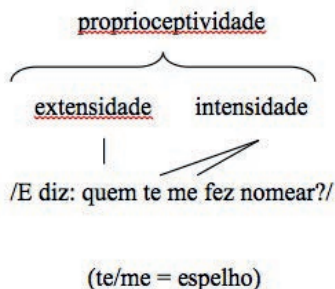 proprioceptividade
extensidade intensidade
/E diz: quem te me fez nomear?/
(te/me = espelho)